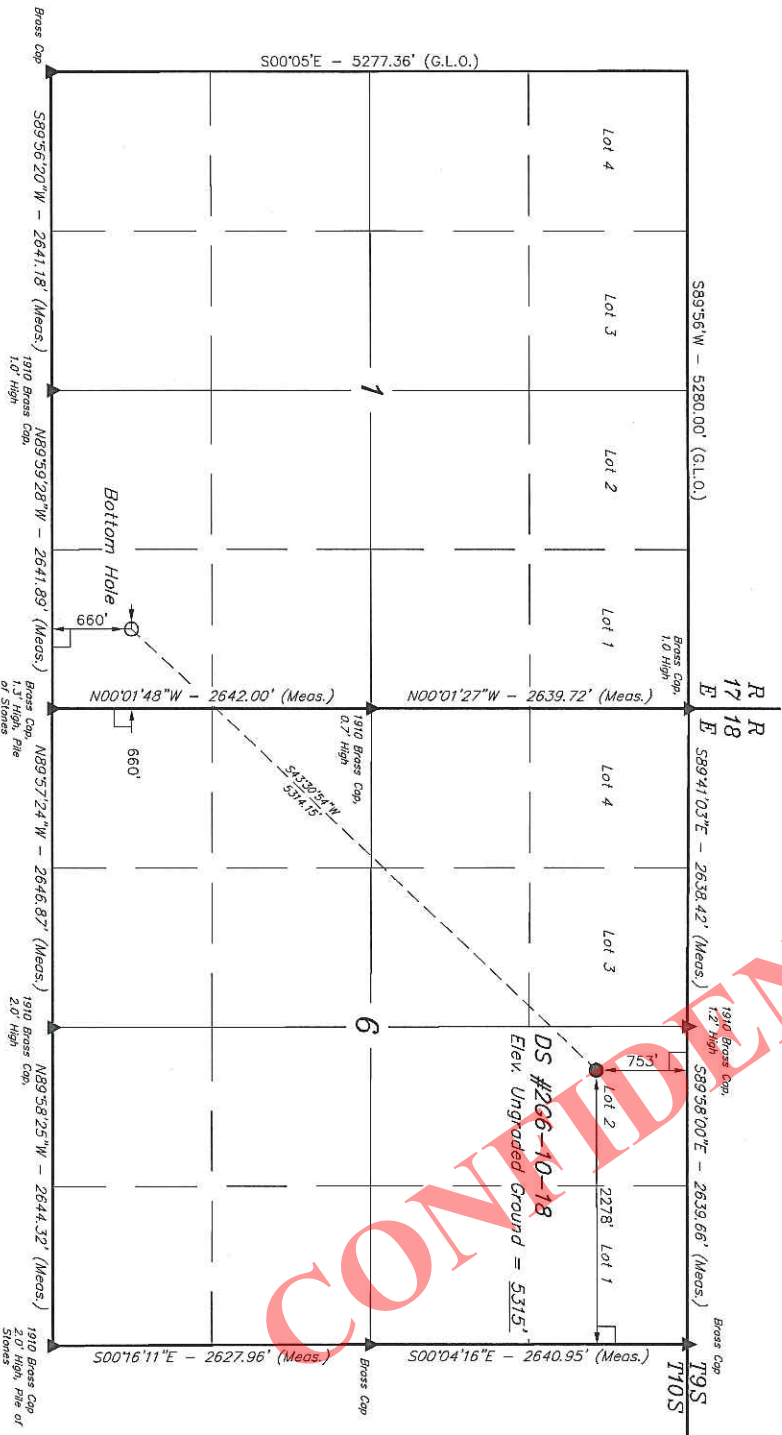 R R
17 18
E E
T9S
T10S
S89°56'W - 5280.00' (G.L.O.)
Brass Cap,
1.0 High
S89°41'03"E - 2638.42' (Meas.)
1910 Brass Cap,
1.2' High
S89°58'00"E - 2639.66' (Meas.)
Brass Cap
Lot 4
Lot 3
Lot 2
Lot 1
Lot 4
Lot 3
Lot 2
Lot 1
753'
2278'
DS #2G6-10-18
Elev. Ungraded Ground = 5315'
S00°05'E - 5277.36' (G.L.O.)
N00°01'27"W - 2639.72' (Meas.)
S00°04'16"E - 2640.95' (Meas.)
1
6
1910 Brass Cap,
0.7' High
Brass Cap
S43°30'54"W
5314.15'
N00°01'48"W - 2642.00' (Meas.)
S00°16'11"E - 2627.96' (Meas.)
Bottom Hole
660'
660'
Brass Cap
S89°56'20"W - 2641.18' (Meas.)
1910 Brass Cap,
1.0' High
N89°59'28"W - 2641.89' (Meas.)
Brass Cap,
1.3' High, Pile
of Stones
N89°57'24"W - 2646.87' (Meas.)
1910 Brass Cap,
2.0' High
N89°58'25"W - 2644.32' (Meas.)
1910 Brass Cap
2.0' High, Pile of
Stones
CONFIDEN